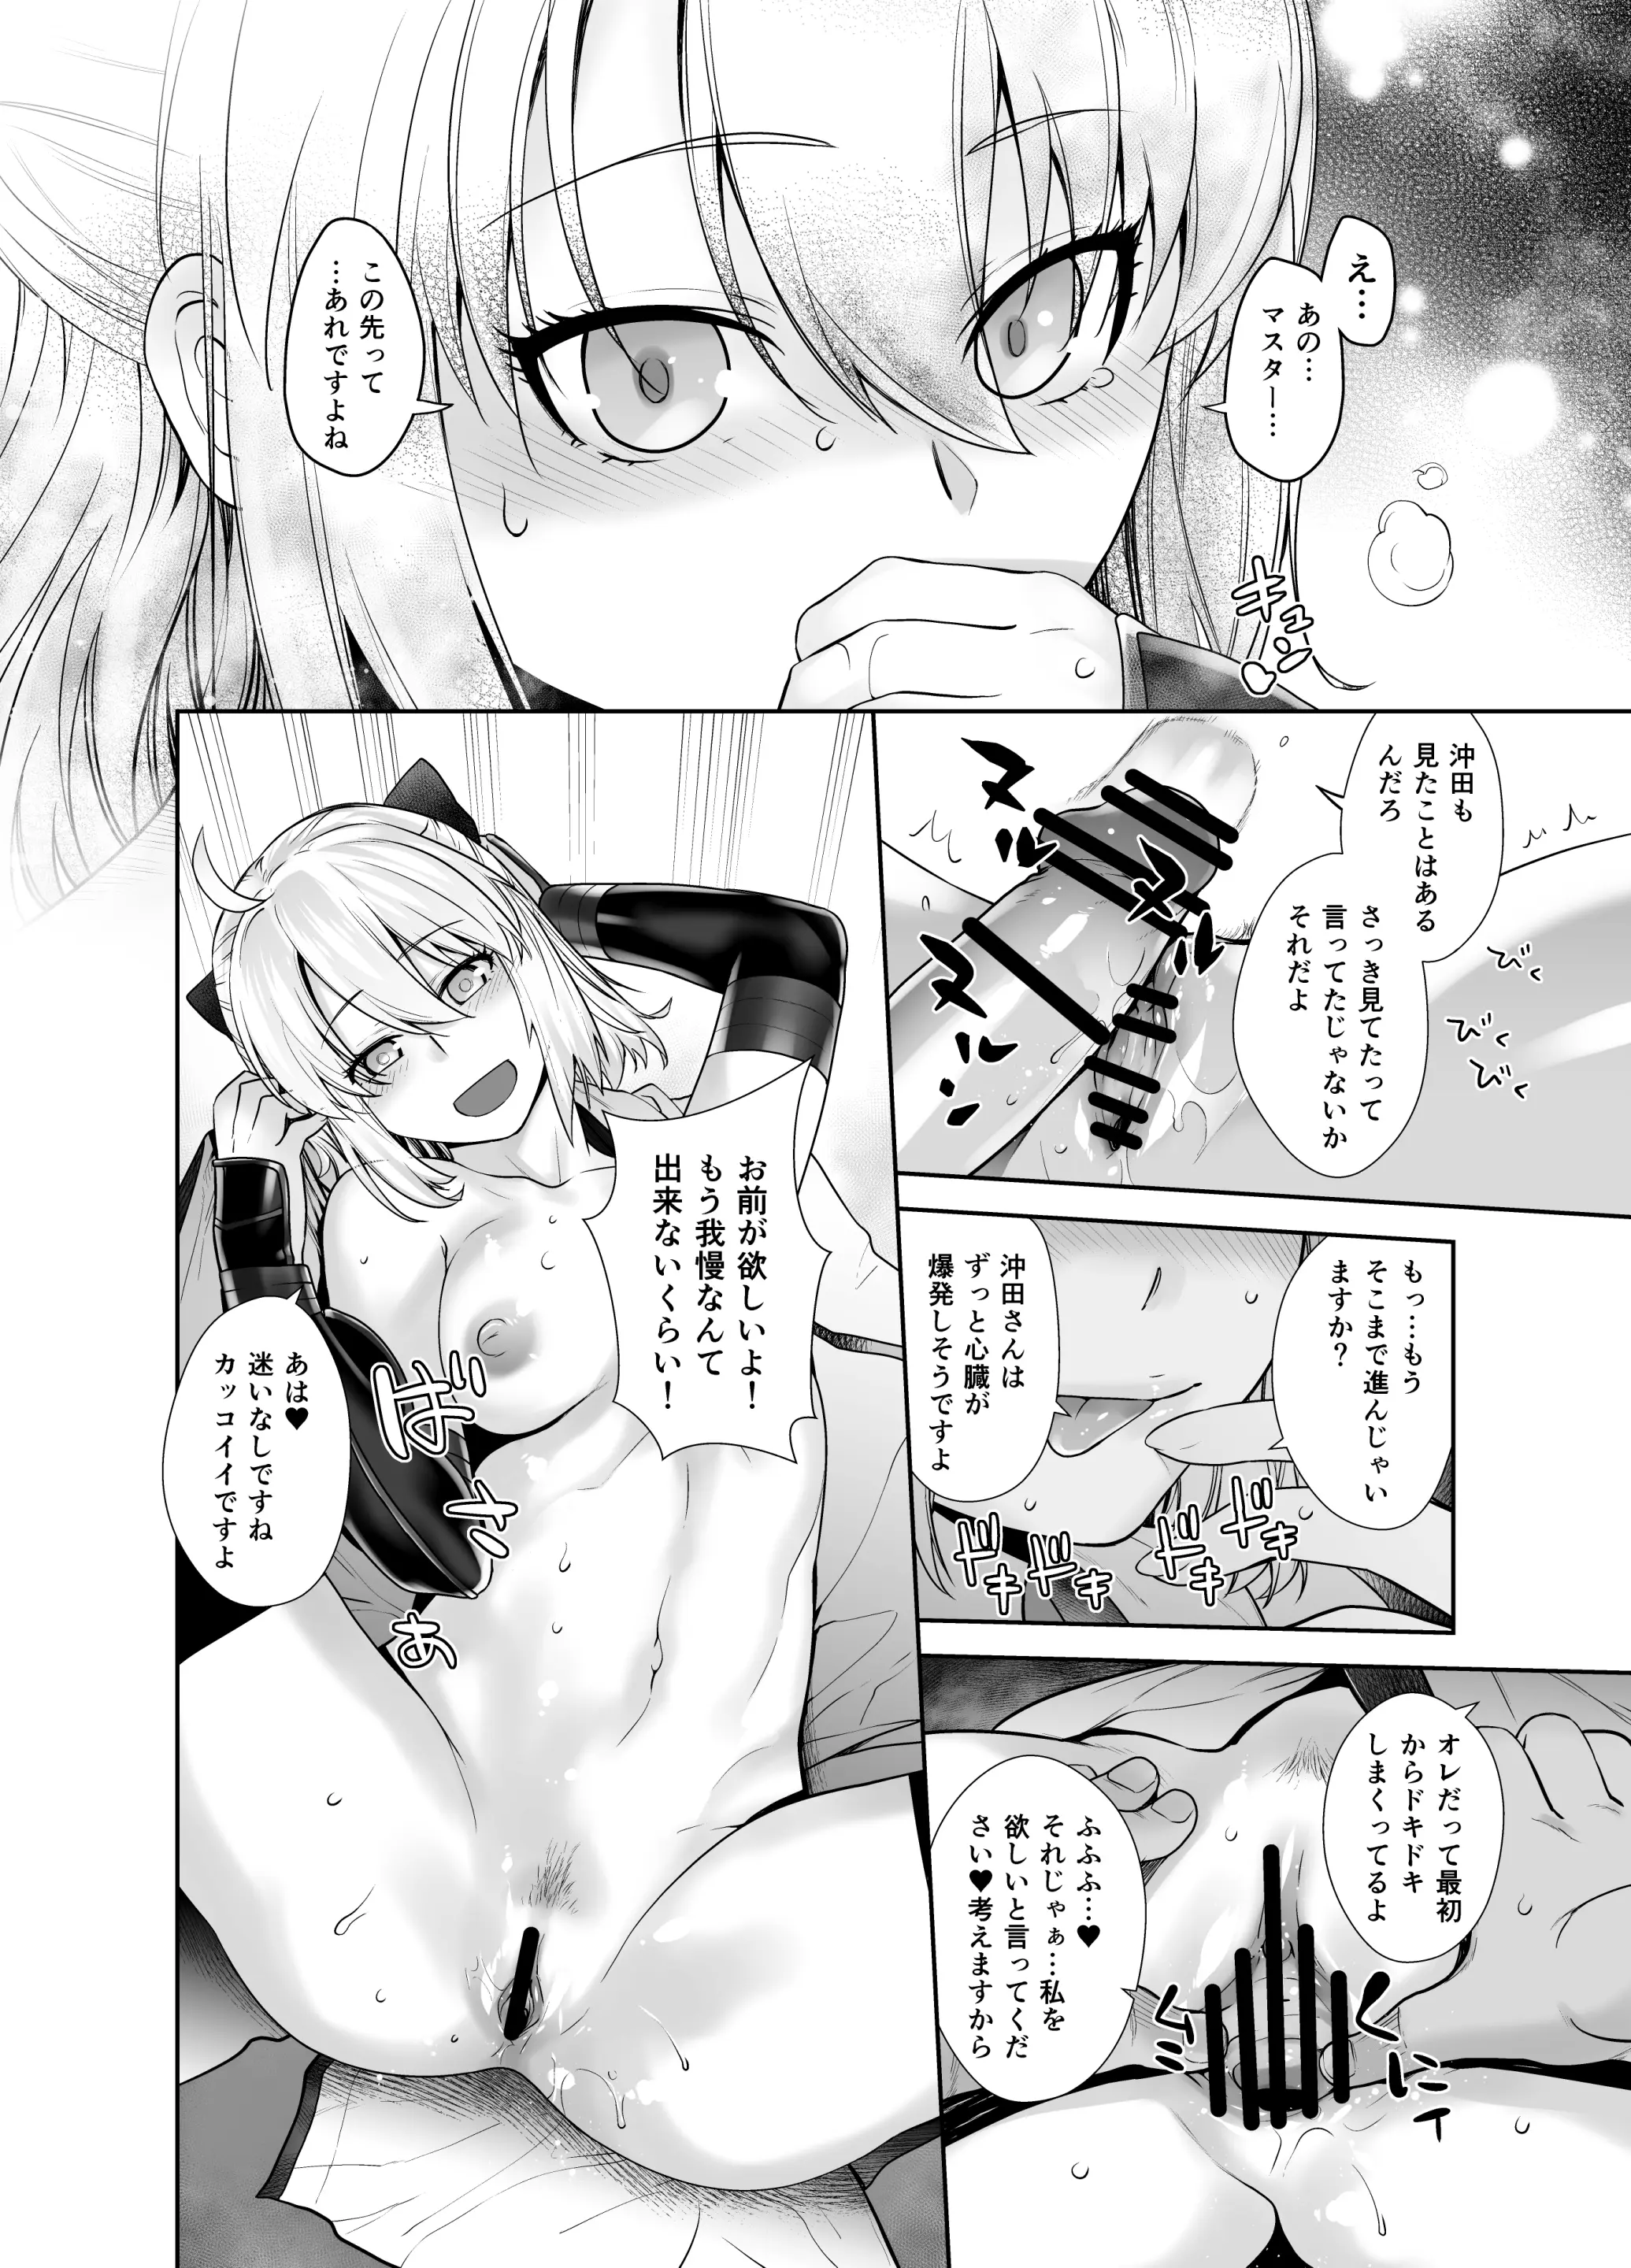 え…
あの…
マスター…
この先って
…あれですよね
キュン
沖田も
見たことはある
んだろ
さっき見てたって
言ってたじゃないか
それだよ
ヌル
ヌル
びく
びく
びく
もっ…もう
そこまで進んじゃい
ますか？
沖田さんは
ずっと心臓が
爆発しそうですよ
ドキ
ドキ
ドキ
ドキ
オレだって最初
からドキドキ
しまくってるよ
ふふふ…♥
それじゃぁ…私を
欲しいと言ってくだ
さい♥考えますから
くに
お前が欲しいよ！
もう我慢なんて
出来ないくらい！
ばさぁ
あは♥
迷いなしですね
カッコイイですよ